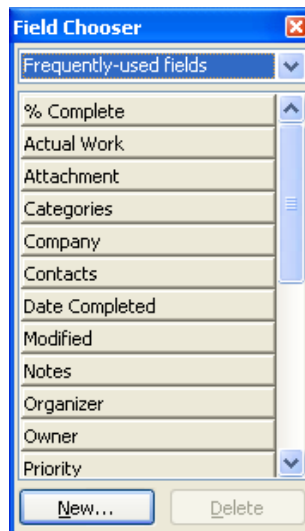 Field Chooser
Frequently-used fields
% Complete
Actual Work
Attachment
Categories
Company
Contacts
Date Completed
Modified
Notes
Organizer
Owner
Priority
New...
Delete